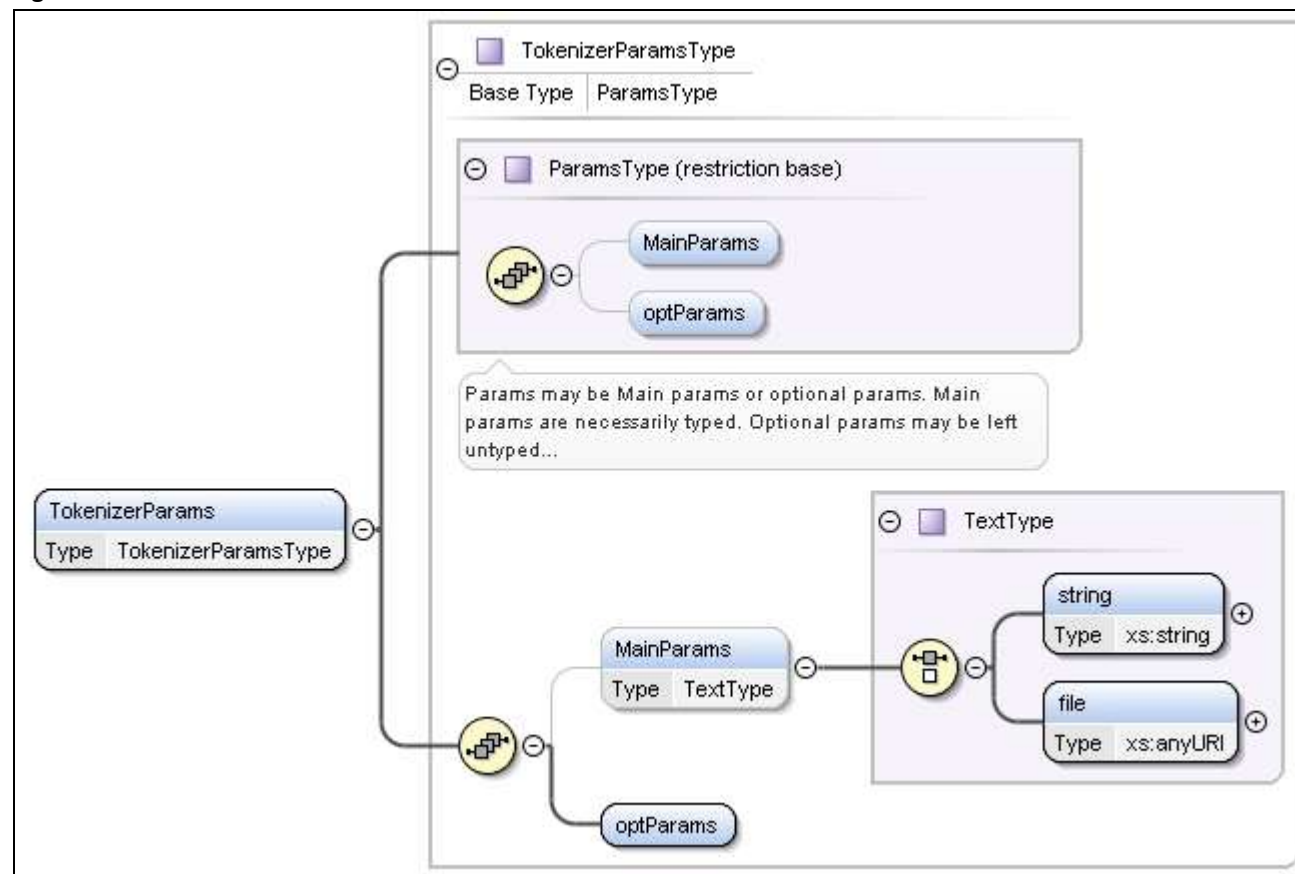 TokenizerParamsType
Base Type ParamsType
ParamsType (restriction base)
MainParams
optParams
Params may be Main params or optional params. Main
params are necessarily typed. Optional params may be left
untyped...
TokenizerParams
Type TokenizerParamsType
TextType
string
Type xs:string
MainParams
Type TextType
file
Type xs:anyURI
optParams